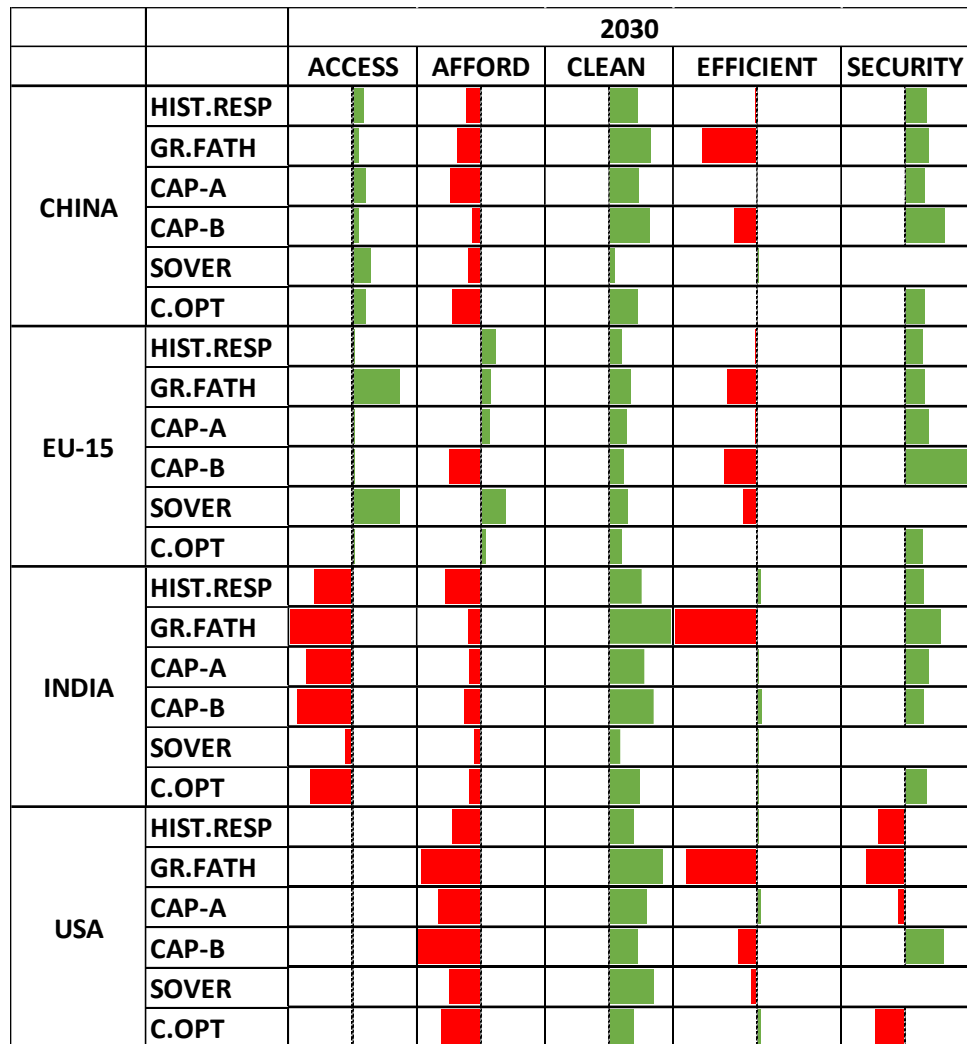 2030
ACCESS AFFORD CLEAN EFFICIENT SECURITY
CHINA
HIST.RESP
GR.FATH
CAP-A
CAP-B
SOVER
C.OPT
EU-15
HIST.RESP
GR.FATH
CAP-A
CAP-B
SOVER
C.OPT
INDIA
HIST.RESP
GR.FATH
CAP-A
CAP-B
SOVER
C.OPT
USA
HIST.RESP
GR.FATH
CAP-A
CAP-B
SOVER
C.OPT